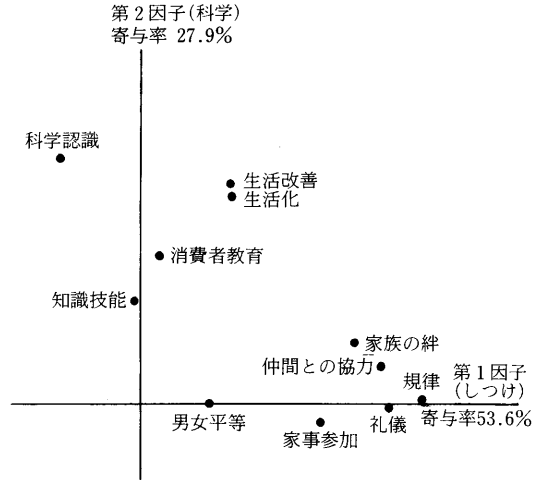 第2因子(科学)
寄与率 27.9%
科学認識
生活改善
生活化
消費者教育
知識技能
家族の絆
仲間との協力
第1因子
(しつけ)
規律
寄与率53.6%
男女平等
礼儀
家事参加